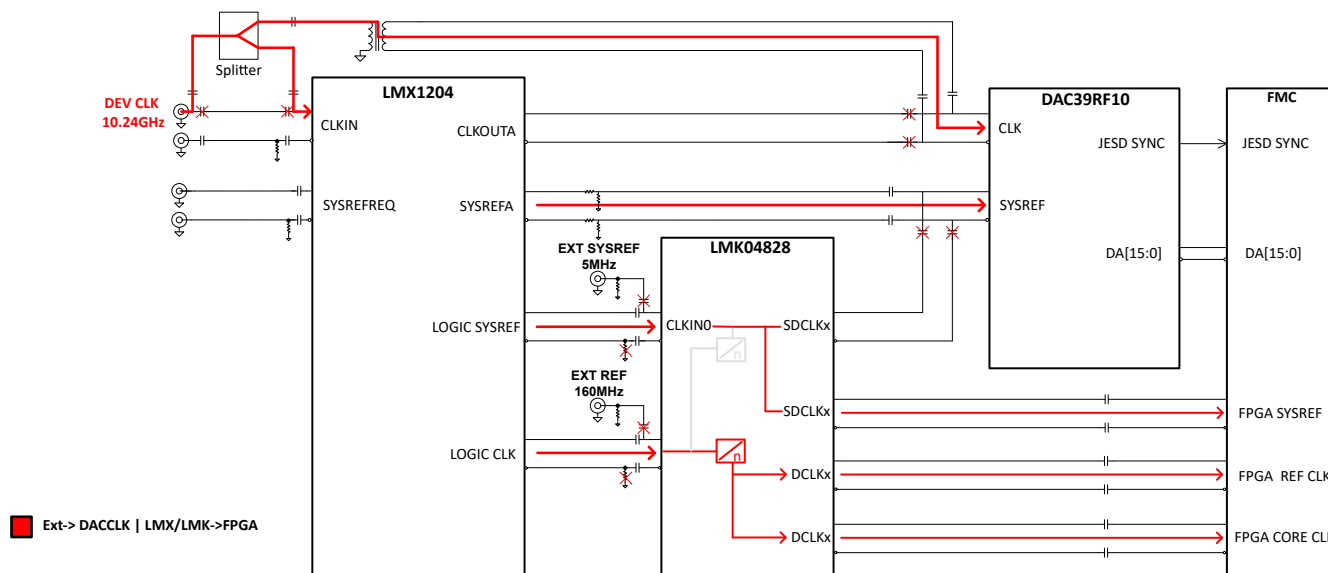 Splitter
DEV CLK
10.24GHz
LMX1204
CLKIN
CLKOUTA
SYSREFREQ
SYSREFA
LOGIC SYSREF
LOGIC CLK
EXT SYSREF
5MHz
EXT REF
160MHz
LMK04828
CLKIN0
SDCLKx
n
SDCLKx
n
DCLKx
DCLKx
DAC39RF10
CLK
JESD SYNC
SYSREF
DA[15:0]
FMC
JESD SYNC
DA[15:0]
FPGA SYSREF
FPGA REF CLK
FPGA CORE CL
Ext-> DACCLK | LMX/LMK->FPGA